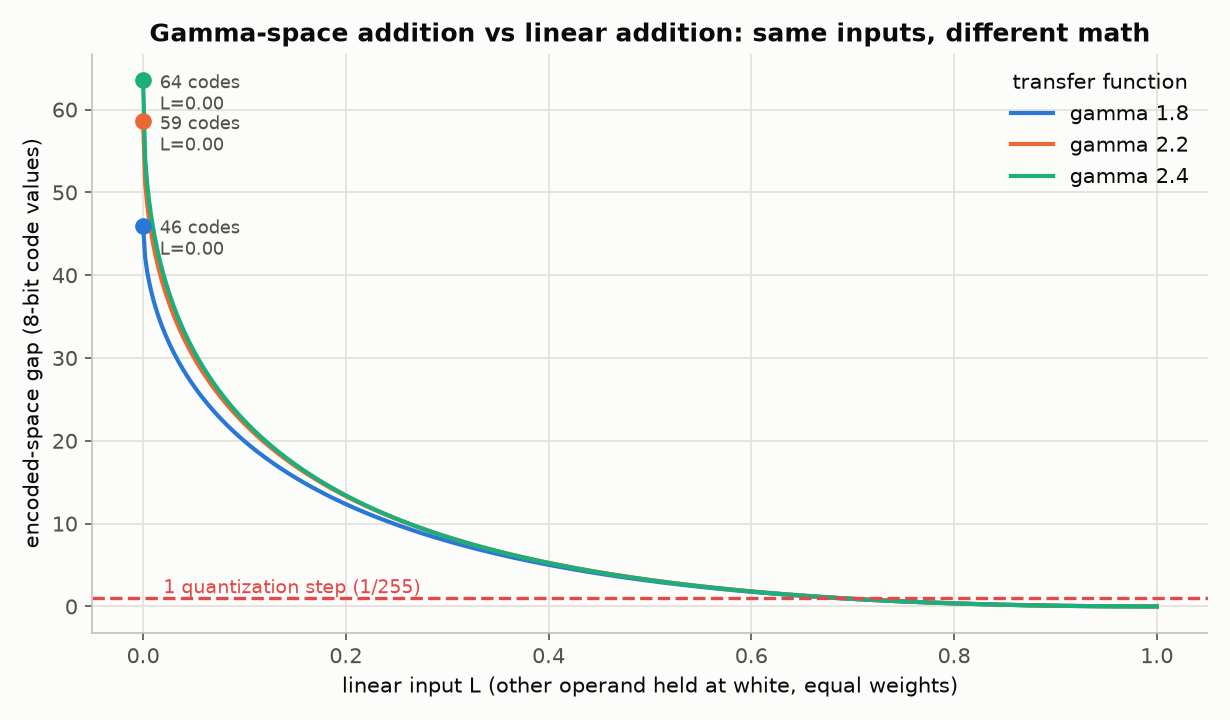 Gamma-space addition vs linear addition: same inputs, different math
64 codes
L=0.00
59 codes
L=0.00
46 codes
L=0.00
transfer function
gamma 1.8
gamma 2.2
gamma 2.4
encoded-space gap (8-bit code values)
60
50
40
30
20
10
0
1 quantization step (1/255)
0.0 0.2 0.4 0.6 0.8 1.0
linear input L (other operand held at white, equal weights)